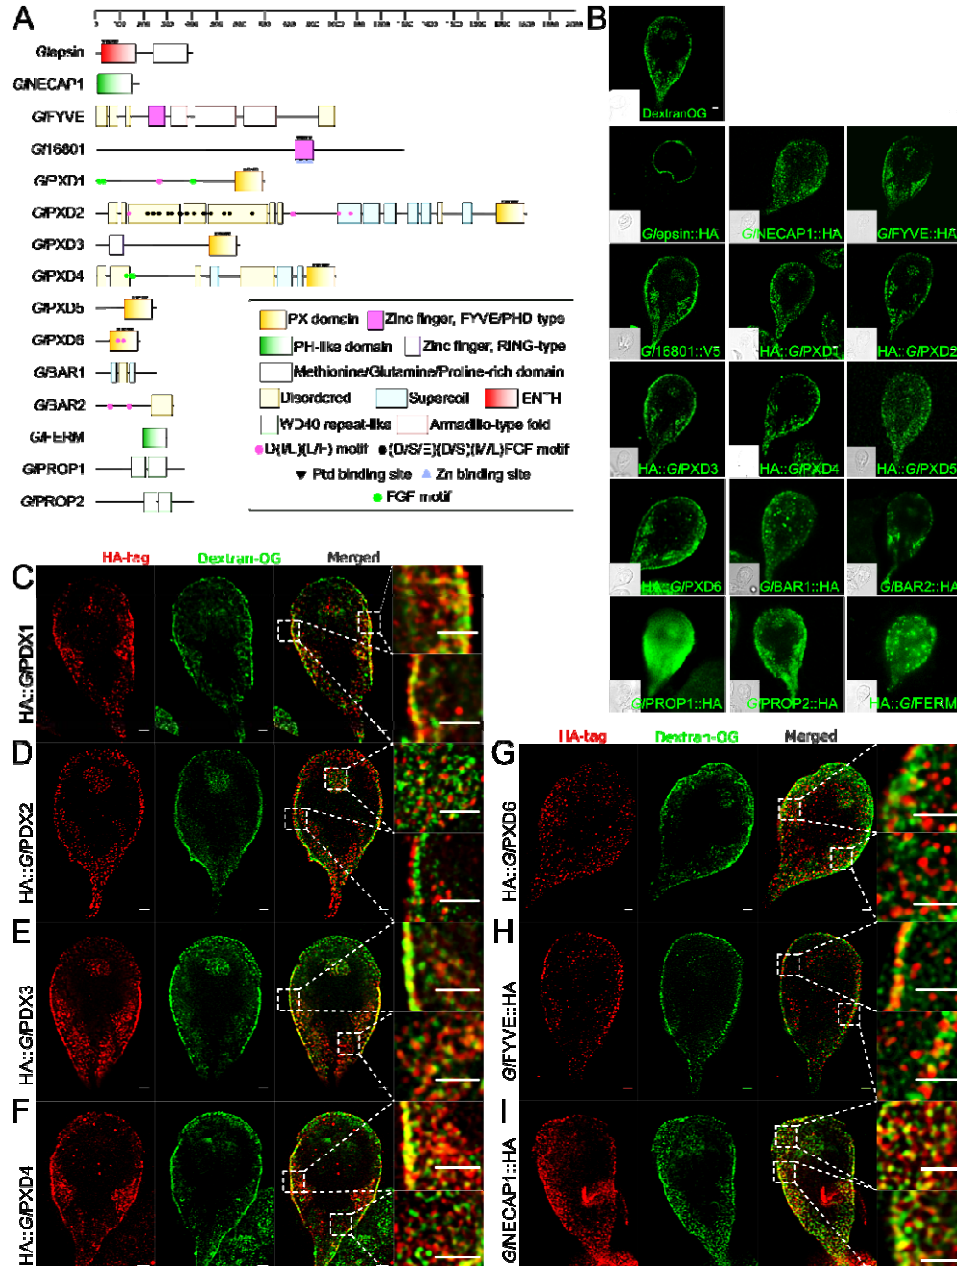 A
B
Glepsin
GlNECAP1
GlFYVE
Gl16801
GlPXD1
GlPXD2
GlPXD3
GlPXD4
GlPXD5
GlPXD6
GlBAR1
GlBAR2
GlFERM
GlPROP1
GlPROP2
PX domain
Zinc finger, FYVE/PHD type
PH-like domain
Zinc finger, RING-type
Methionine/Glutamine/Proline-rich domain
Disordered
Supercoil
ENTH
WD40 repeat-like
Armadillo-type fold
motif
FGF motif
Ptd binding site
Zn binding site
FGF motif
DextranOG
Glepsin::HA
GlNECAP1::HA
GlFYVE::HA
Gl16801::V5
HA::GlPXD1
HA::GlPXD2
HA::GlPXD3
HA::GlPXD4
HA::GlPXD5
HA::GlPXD6
GlBAR1::HA
GlBAR2::HA
GlPROP1::HA
GlPROP2::HA
HA::GlFERM
HA-tag
Dextran-OG
Merged
C
HA::GlPDX1
D
HA::GlPDX2
E
HA::GlPDX3
F
HA::GlPXD4
HA-tag
Dextran-OG
Merged
G
HA::GlPXD6
H
GlFYVE::HA
I
GlNECAP1::HA